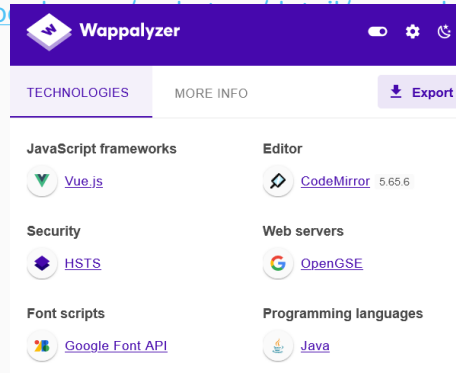 Wappalyzer
TECHNOLOGIES
MORE INFO
Export
JavaScript frameworks
Vue.js
Editor
CodeMirror 5.65.6
Security
HSTS
Web servers
OpenGSE
Font scripts
Google Font API
Programming languages
Java